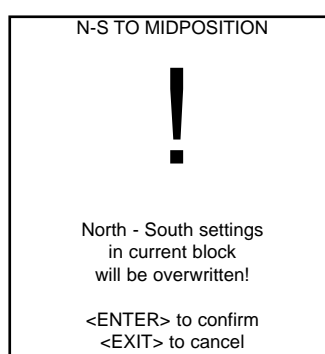 N-S TO MIDPOSITION
!
North - South settings
in current block
will be overwritten!
<ENTER> to confirm
<EXIT> to cancel